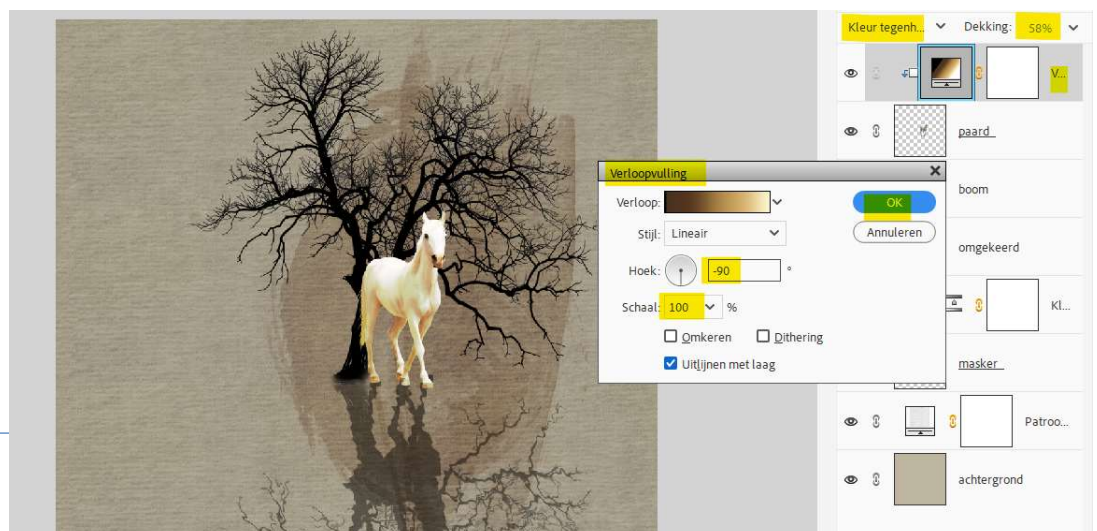 Kleur tegenh... Dekking: 58%
V...
paard
Verloopvulling
Verloop:
OK
boom
Stijl: Lineair
Annuleren
omgekeerd
Hoek: -90 °
Schaal: 100 %
Kl...
Omkeren Dithering
Uitlijnen met laag
masker
Patroo...
achtergrond